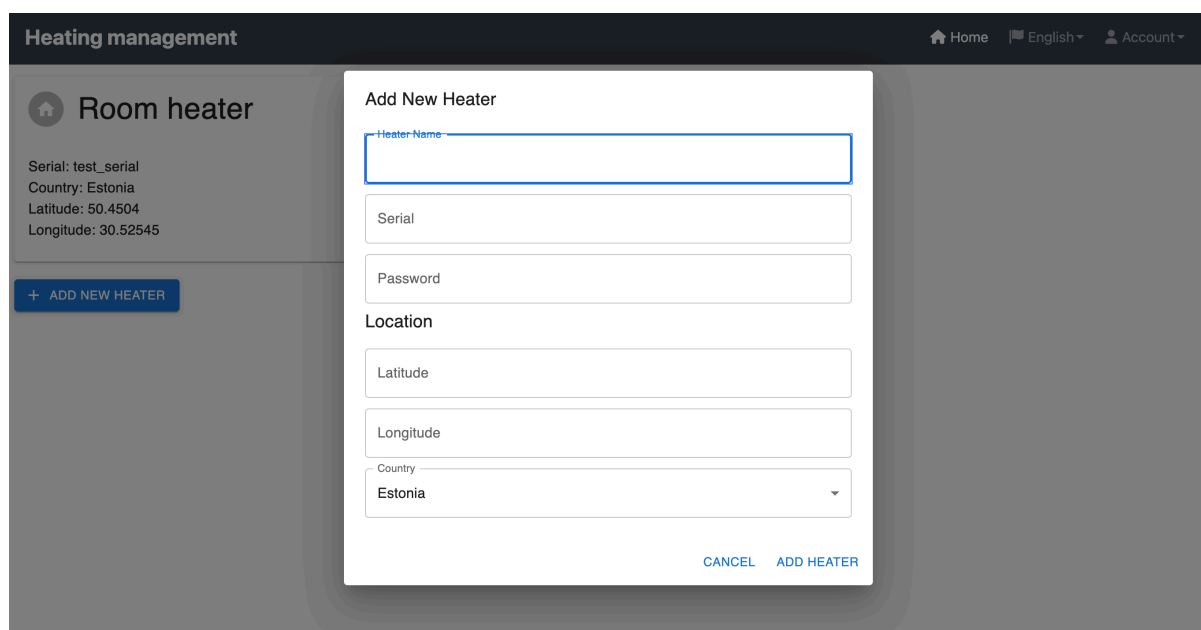 Heating management
Home English Account
Room heater
Serial: test_serial
Country: Estonia
Latitude: 50.4504
Longitude: 30.52545
+ ADD NEW HEATER
Add New Heater
Heater Name
Serial
Password
Location
Latitude
Longitude
Country
Estonia
CANCEL ADD HEATER